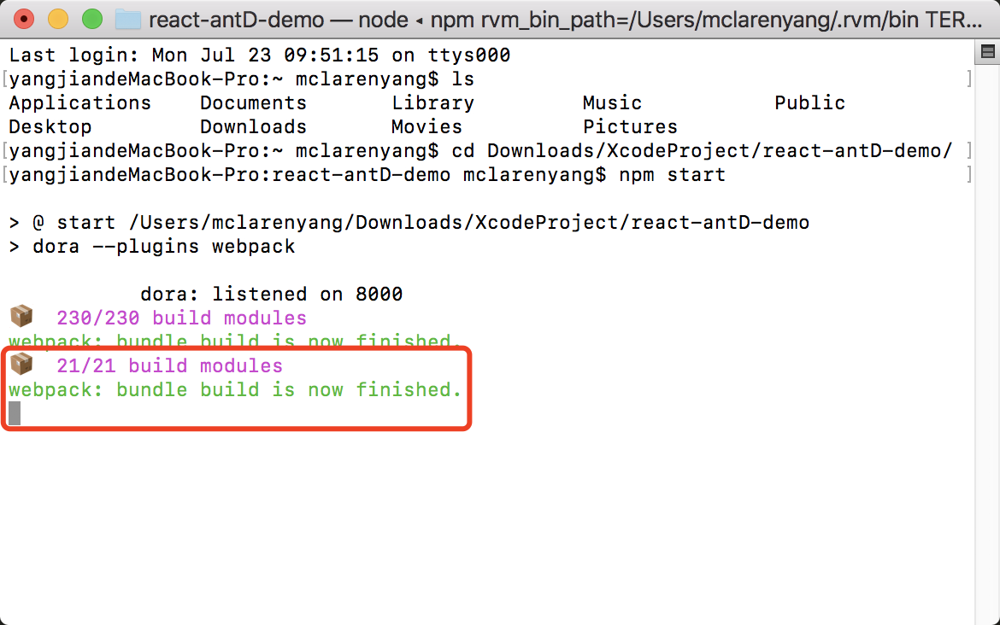 react-antD-demo — node ◂ npm rvm_bin_path=/Users/mclarenyang/.rvm/bin TER...
Last login: Mon Jul 23 09:51:15 on ttys000
[yangjiandeMacBook-Pro:~ mclarenyang$ ls ]
Applications Documents Library Music Public
Desktop Downloads Movies Pictures
[yangjiandeMacBook-Pro:~ mclarenyang$ cd Downloads/XcodeProject/react-antD-demo/ ]
[yangjiandeMacBook-Pro:react-antD-demo mclarenyang$ npm start ]
> @ start /Users/mclarenyang/Downloads/XcodeProject/react-antD-demo
> dora --plugins webpack
dora: listened on 8000
📦 230/230 build modules
webpack: bundle build is now finished.
📦 21/21 build modules
webpack: bundle build is now finished.